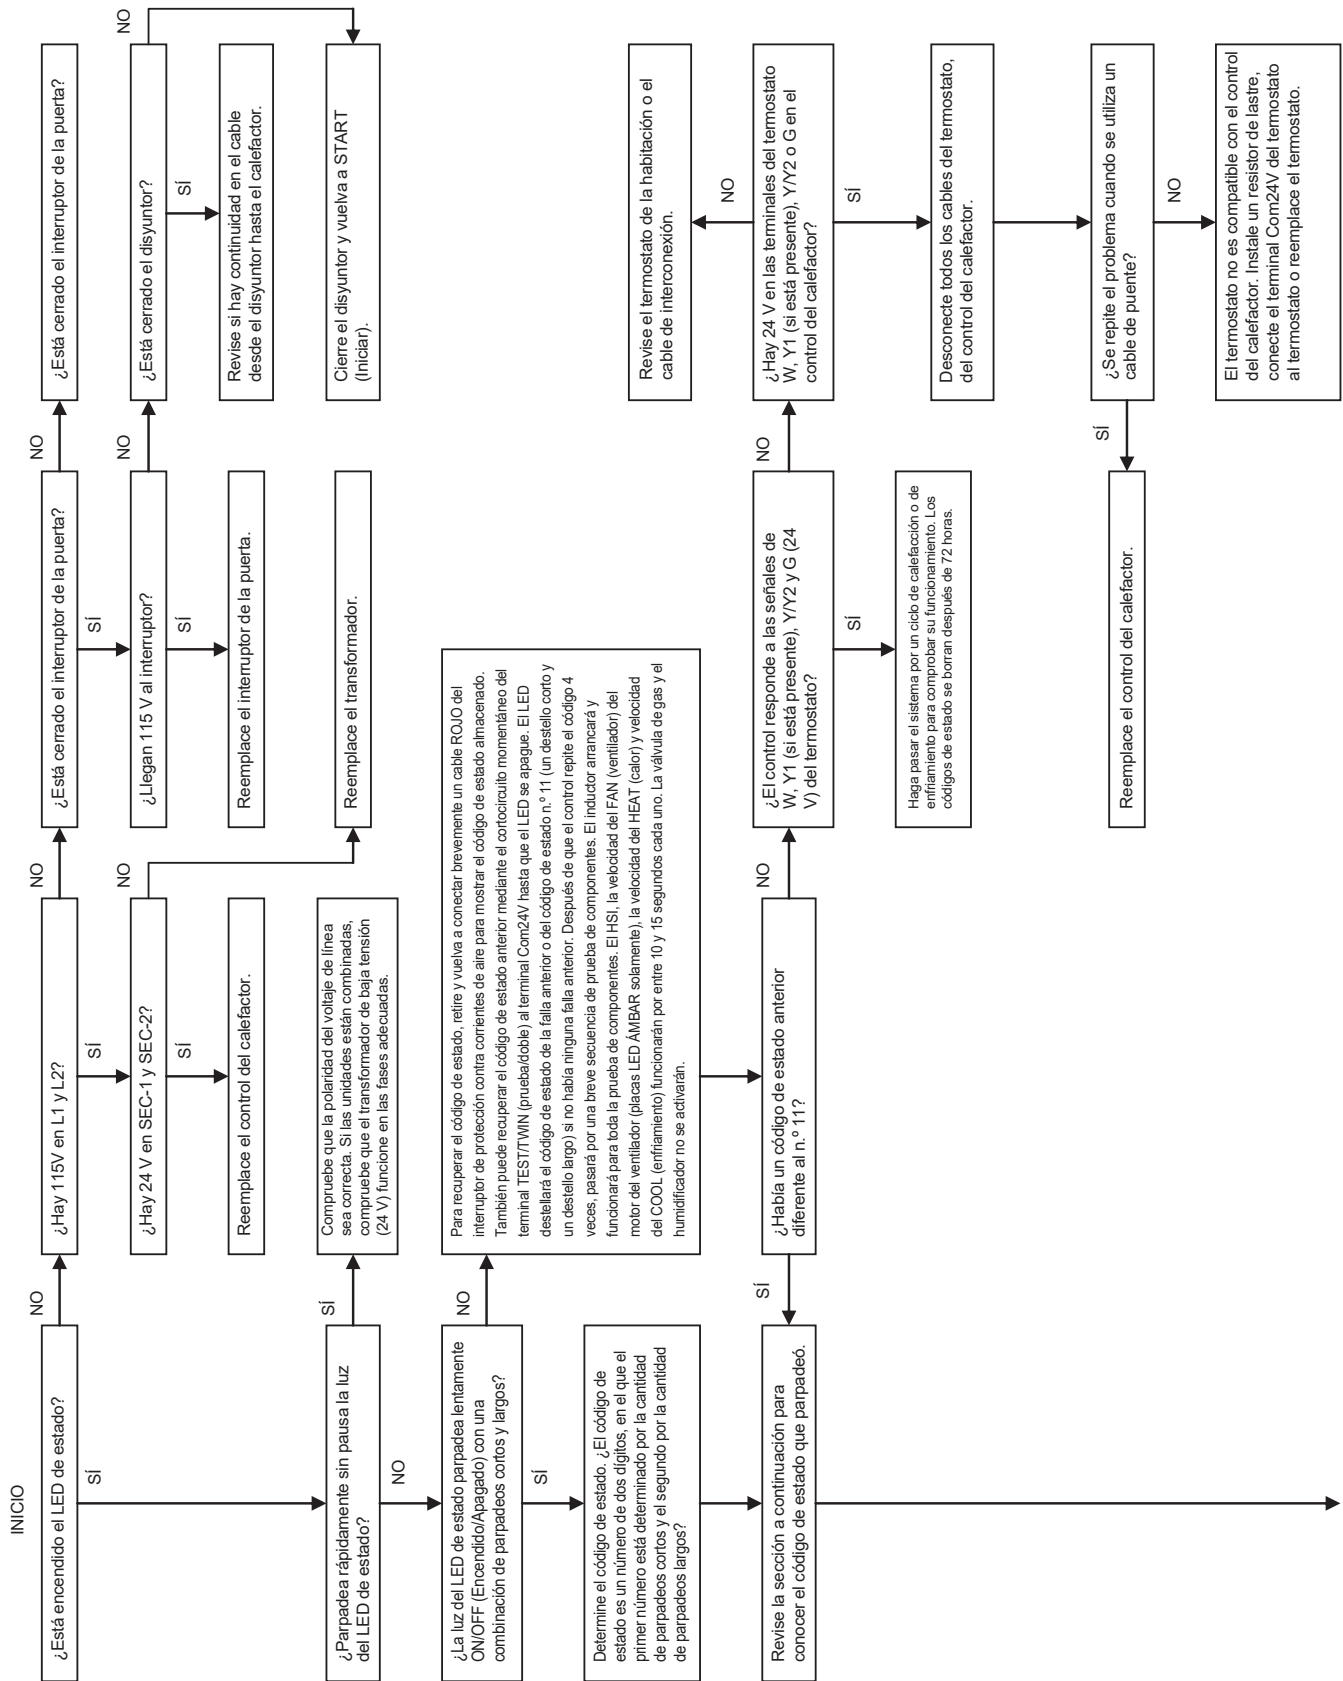 INICIO
¿Está encendido el LED de estado?
NO
SÍ
¿Hay 115V en L1 y L2?
NO
SÍ
¿Está cerrado el interruptor de la puerta?
NO
SÍ
¿Está cerrado el interruptor de la puerta?
¿Hay 24 V en SEC-1 y SEC-2?
NO
SÍ
¿Llegan 115 V al interruptor?
NO
SÍ
¿Está cerrado el disyuntor?
NO
SÍ
Reemplace el control del calefactor.
Reemplace el interruptor de la puerta.
Revise si hay continuidad en el cable
desde el disyuntor hasta el calefactor.
¿Parpadea rápidamente sin pausa la luz
del LED de estado?
SÍ
NO
Compruebe que la polaridad del voltaje de línea
sea correcta. Si las unidades están combinadas,
compruebe que el transformador de baja tensión
(24 V) funcione en las fases adecuadas.
Reemplace el transformador.
Cierre el disyuntor y vuelva a START
(Iniciar).
¿La luz del LED de estado parpadea lentamente
ON/OFF (Encendido/Apagado) con una
combinación de parpadeos cortos y largos?
NO
SÍ
Para recuperar el código de estado, retire y vuelva a conectar brevemente un cable ROJO del
interruptor de protección contra corrientes de aire para mostrar el código de estado almacenado.
También puede recuperar el código de estado anterior mediante el cortocircuito momentáneo del
terminal TEST/TWIN (prueba/doble) al terminal Com24V hasta que el LED se apague. El LED
destellará el código de estado de la falla anterior o del código de estado n.º 11 (un destello corto y
un destello largo) si no había ninguna falla anterior. Después de que el control repite el código 4
veces, pasará por una breve secuencia de prueba de componentes. El inductor arrancará y
funcionará para toda la prueba de componentes. El HSI, la velocidad del FAN (ventilador) del
motor del ventilador (placas LED ÁMBAR solamente), la velocidad del HEAT (calor) y velocidad
del COOL (enfriamiento) funcionarán por entre 10 y 15 segundos cada uno. La válvula de gas y el
humidificador no se activarán.
Determine el código de estado. ¿El código de
estado es un número de dos dígitos, en el que el
primer número está determinado por la cantidad
de parpadeos cortos y el segundo por la cantidad
de parpadeos largos?
Revise la sección a continuación para
conocer el código de estado que parpadeó.
SÍ
¿Había un código de estado anterior
diferente al n.º 11?
NO
¿El control responde a las señales de
W, Y1 (si está presente), Y/Y2 y G (24
V) del termostato?
NO
SÍ
Revise el termostato de la habitación o el
cable de interconexión.
NO
¿Hay 24 V en las terminales del termostato
W, Y1 (si está presente), Y/Y2 o G en el
control del calefactor?
SÍ
Haga pasar el sistema por un ciclo de calefacción o de
enfriamiento para comprobar su funcionamiento. Los
códigos de estado se borran después de 72 horas.
Desconecte todos los cables del termostato,
del control del calefactor.
Reemplace el control del calefactor.
SÍ
¿Se repite el problema cuando se utiliza un
cable de puente?
NO
El termostato no es compatible con el control
del calefactor. Instale un resistor de lastre,
conecte el terminal Com24V del termostato
al termostato o reemplace el termostato.